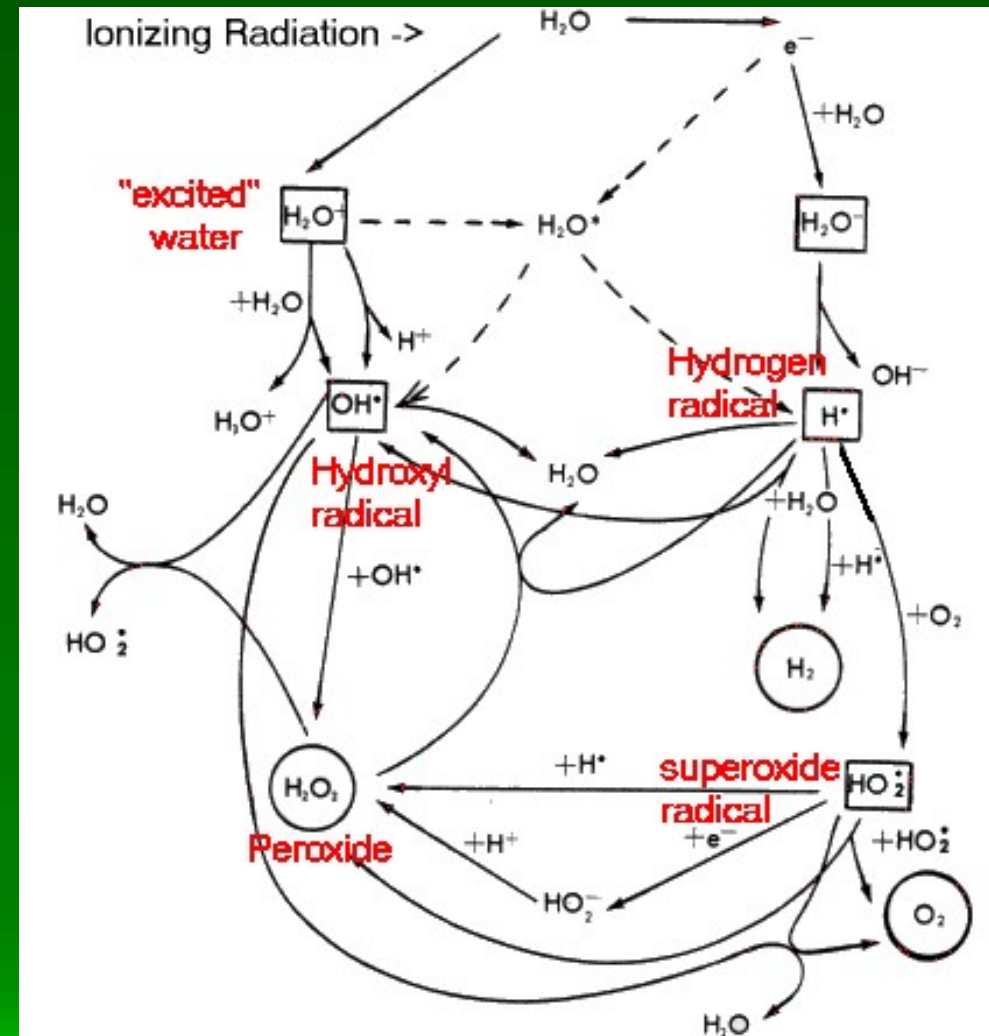 Ionizing Radiation ->
H₂O
e⁻
+H₂O
"excited"
water
H₂O⁺
H₂O*
H₂O⁻
+H₂O
H⁺
Hydrogen
radical
OH⁻
H₃O⁺
OH•
H•
Hydroxyl
radical
H₂O
+H₂O
H₂O
+OH•
+H•
+O₂
HO₂•
H₂
H₂O₂
Peroxide
+H•
superoxide
radical
HO₂•
+H⁺
+e⁻
+HO₂•
HO₂⁻
O₂
H₂O